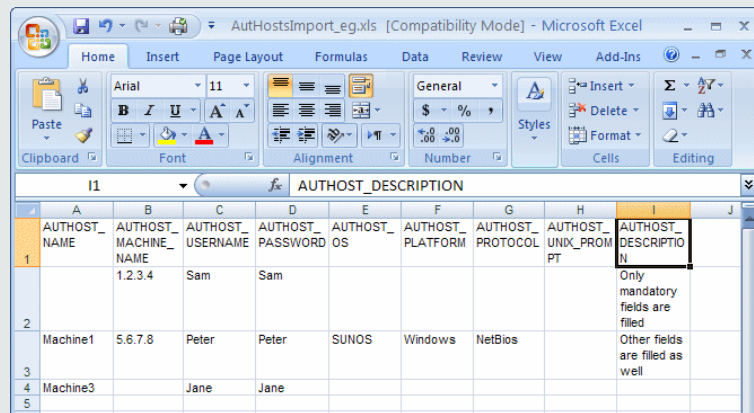 AutHostsImport_eg.xls [Compatibility Mode] - Microsoft Excel
Home Insert Page Layout Formulas Data Review View Add-Ins
Paste
Arial 11
B I U A A
General
$ % ,
.00 .00
Styles
Insert
Delete
Format
Σ
Clipboard Font Alignment Number Cells Editing
I1 fx AUTHOST_DESCRIPTION
A B C D E F G H I J
1
AUTHOST_
NAME
AUTHOST_
MACHINE_
NAME
AUTHOST_
USERNAME
AUTHOST_
PASSWORD
AUTHOST_
OS
AUTHOST_
PLATFORM
AUTHOST_
PROTOCOL
AUTHOST_
UNIX_PROM
PT
AUTHOST_
DESCRIPTIO
N
2
1.2.3.4 Sam Sam
Only
mandatory
fields are
filled
3
Machine1 5.6.7.8 Peter Peter SUNOS Windows NetBios
Other fields
are filled as
well
4 Machine3 Jane Jane
5